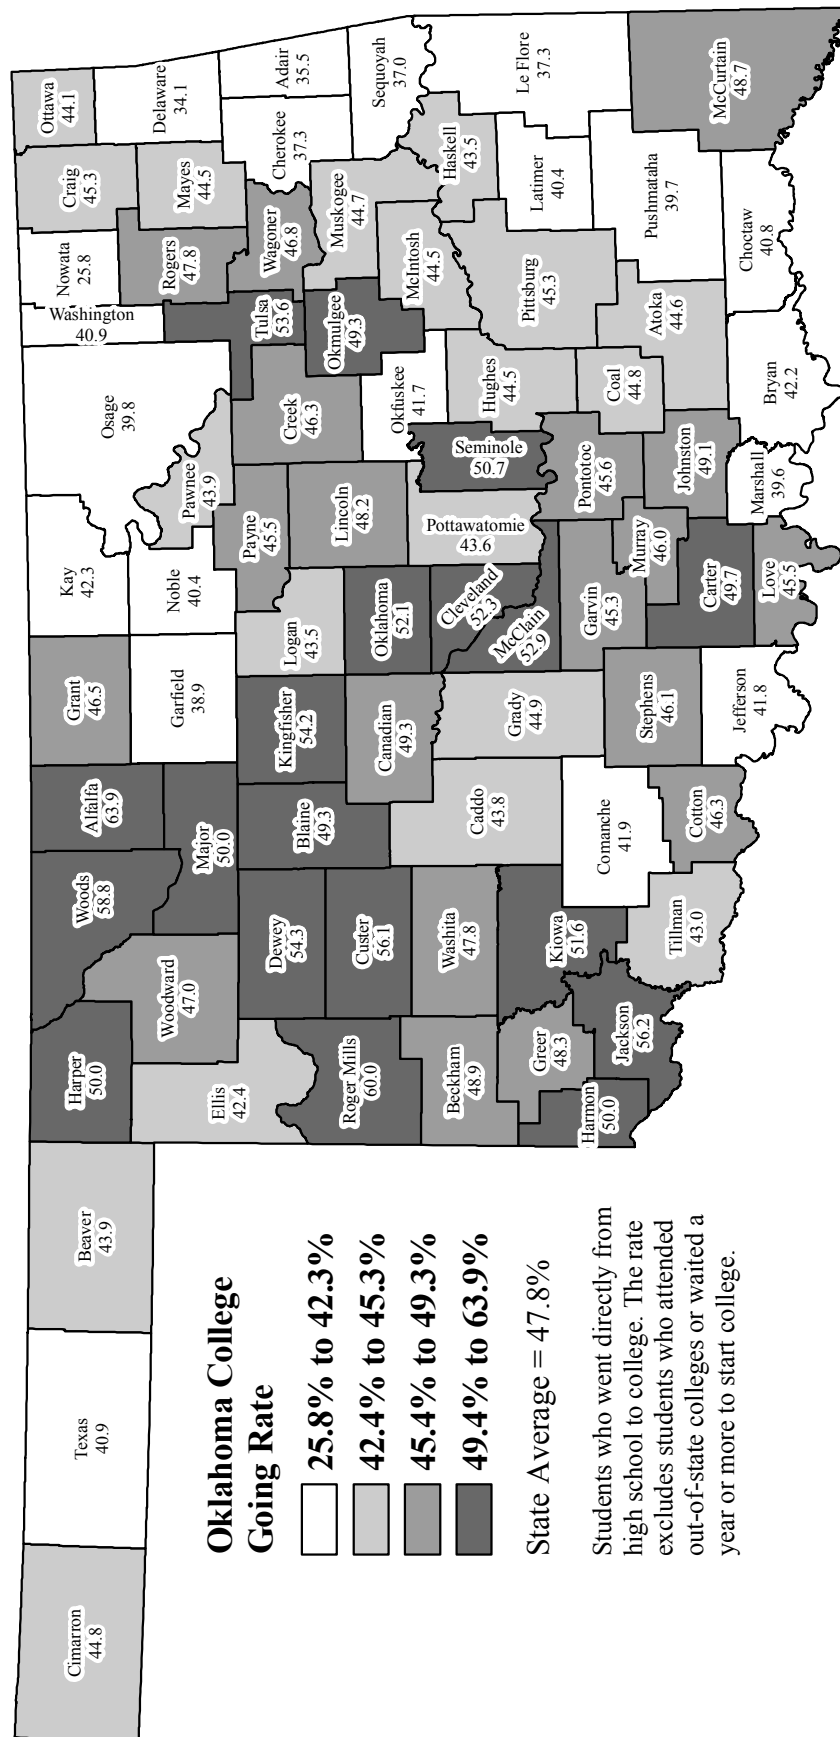 Cimarron
44.8
Texas
40.9
Beaver
43.9
Harper
50.0
Woods
58.8
Alfalfa
63.9
Grant
46.5
Kay
42.3
Osage
39.8
Washington
40.9
Nowata
25.8
Craig
45.3
Ottawa
44.1
Ellis
42.4
Woodward
47.0
Major
50.0
Garfield
38.9
Noble
40.4
Pawnee
43.9
Rogers
47.8
Mayes
44.5
Delaware
34.1
Roger Mills
60.0
Dewey
54.3
Blaine
49.3
Kingfisher
54.2
Logan
43.5
Payne
45.5
Creek
46.3
Tulsa
53.6
Wagoner
46.8
Cherokee
37.3
Adair
35.5
Custer
56.1
Canadian
49.3
Oklahoma
52.1
Lincoln
48.2
Okfuskee
41.7
Okmulgee
49.3
Muskogee
44.7
Sequoyah
37.0
Beckham
48.9
Washita
47.8
Caddo
43.8
Grady
44.9
Cleveland
52.3
McClain
52.9
Pottawatomie
43.6
Seminole
50.7
Hughes
44.5
McIntosh
44.5
Haskell
43.5
Le Flore
37.3
Greer
48.3
Kiowa
51.6
Comanche
41.9
Stephens
46.1
Garvin
45.3
Murray
46.0
Pontotoc
45.6
Coal
44.8
Pittsburg
45.3
Latimer
40.4
Harmon
50.0
Jackson
56.2
Tillman
43.0
Cotton
46.3
Jefferson
41.8
Carter
49.7
Love
45.5
Johnston
49.1
Marshall
39.6
Atoka
44.6
Bryan
42.2
Pushmataha
39.7
Choctaw
40.8
McCurtain
48.7
Oklahoma College
Going Rate
25.8% to 42.3%
42.4% to 45.3%
45.4% to 49.3%
49.4% to 63.9%
State Average = 47.8%
Students who went directly from
high school to college. The rate
excludes students who attended
out-of-state colleges or waited a
year or more to start college.